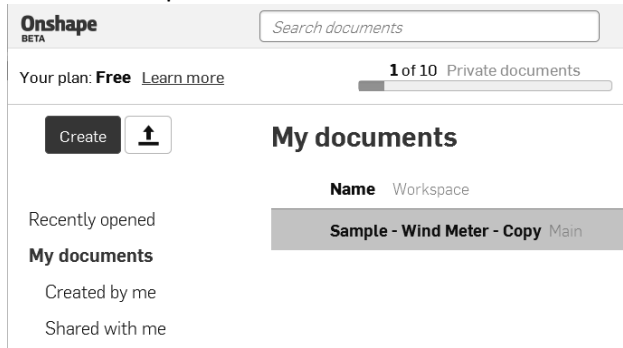 Onshape
BETA
Search documents
Your plan: Free Learn more
1 of 10 Private documents
Create
My documents
Name Workspace
Sample - Wind Meter - Copy Main
Recently opened
My documents
Created by me
Shared with me